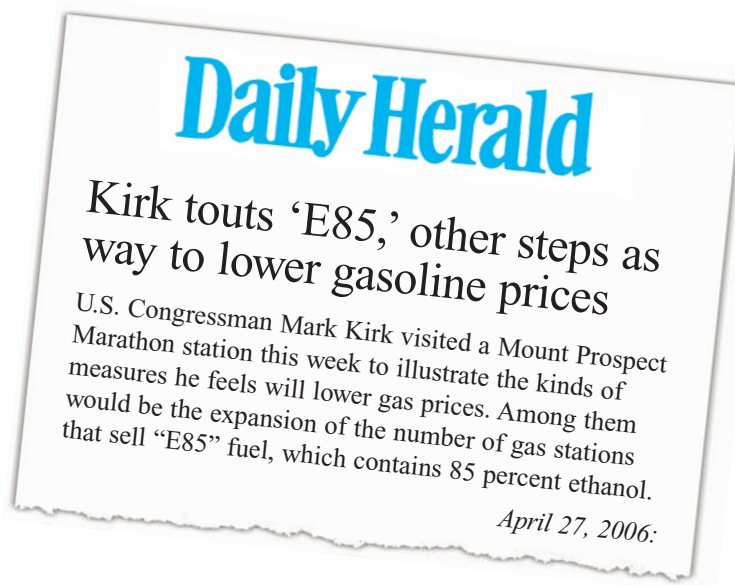 Daily Herald
Kirk touts ‘E85,’ other steps as
way to lower gasoline prices
U.S. Congressman Mark Kirk visited a Mount Prospect
Marathon station this week to illustrate the kinds of
measures he feels will lower gas prices. Among them
would be the expansion of the number of gas stations
that sell “E85” fuel, which contains 85 percent ethanol.
April 27, 2006: